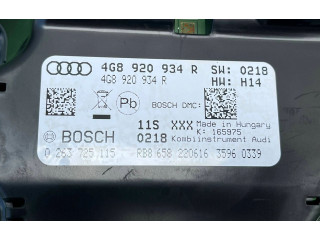 4G8 920 934 R SW: 0218
4G8 920 934 R HW: H14
Pb BOSCH DMC:
11S XXX Made in Hungary
K: 165975
BOSCH 0218 Kombiinstrument Audi
0 263 725 115 RB8 658 220616 3596 0339